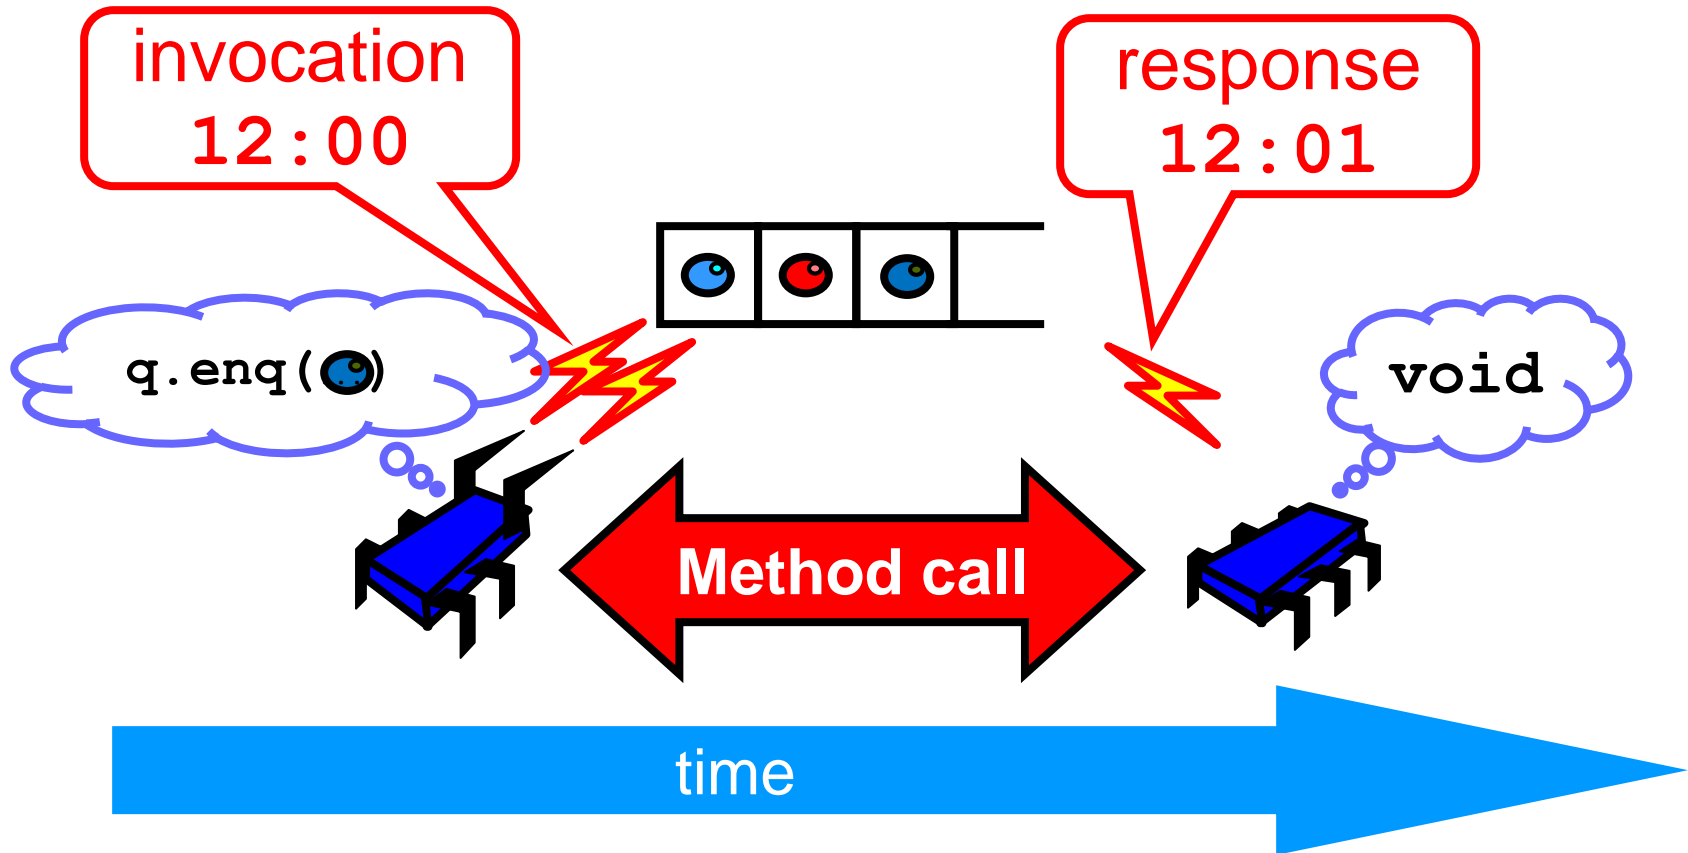 invocation
12:00
response
12:01
q.enq( )
void
Method call
time